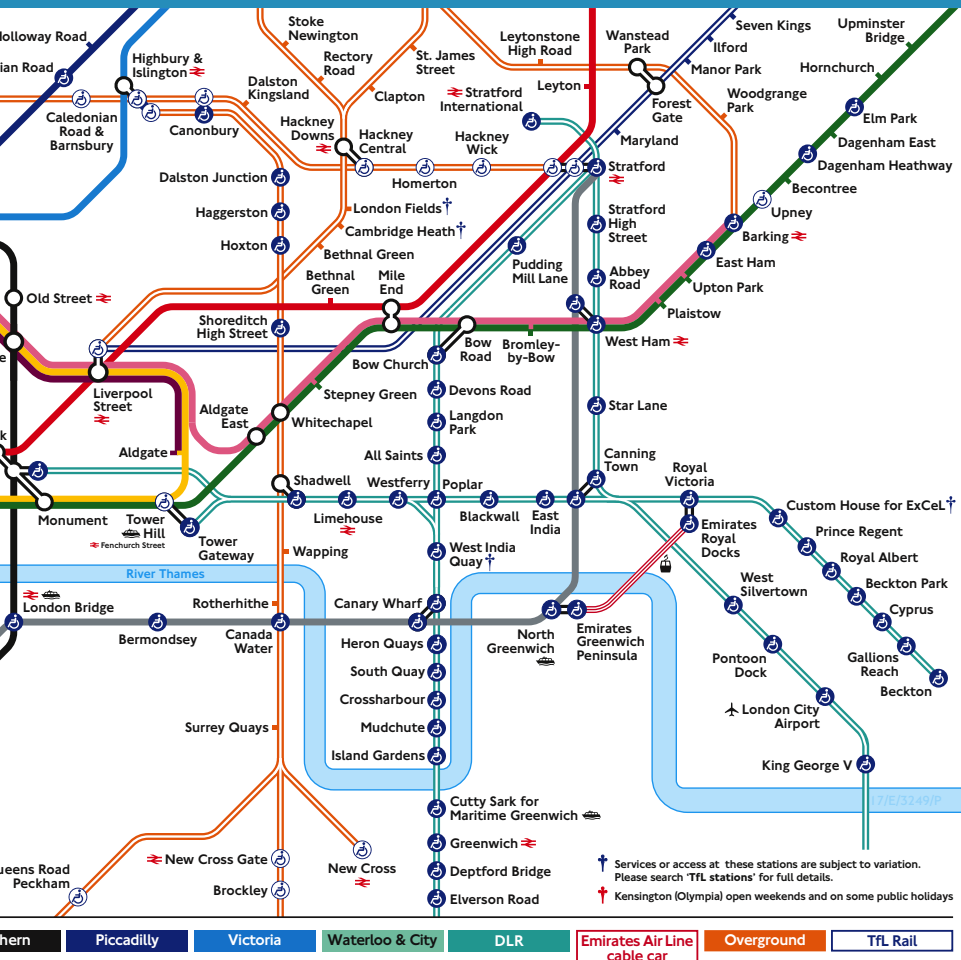 Holloway Road
Stoke
Newington
Rectory
Road
Clapton
St. James
Street
Leytonstone
High Road
Wanstead
Park
Seven Kings
Ilford
Manor Park
Upminster
Bridge
Hornchurch
ian Road
Highbury &
Islington
Dalston
Kingsland
Leyton
Forest
Gate
Woodgrange
Park
Elm Park
Caledonian
Road &
Barnsbury
Canonbury
Hackney
Downs
Hackney
Central
Stratford
International
Hackney
Wick
Maryland
Dagenham East
Dagenham Heathway
Dalston Junction
Homerton
Stratford
Becontree
Haggerston
London Fields†
Cambridge Heath†
Stratford
High
Street
Upney
Barking
Hoxton
Bethnal Green
Pudding
Mill Lane
Abbey
Road
East Ham
Upton Park
Old Street
Bethnal
Green
Mile
End
Plaistow
Shoreditch
High Street
Bow
Road
Bromley-
by-Bow
West Ham
e
Bow Church
Liverpool
Street
Stepney Green
Devons Road
Aldgate
East
Whitechapel
Langdon
Park
Star Lane
k
Aldgate
All Saints
Canning
Town
Royal
Victoria
Shadwell
Westferry
Poplar
Monument
Tower
Hill
Fenchurch Street
Tower
Gateway
Limehouse
Blackwall
East
India
Emirates
Royal
Docks
Custom House for ExCeL†
Prince Regent
Royal Albert
Wapping
West India
Quay†
Beckton Park
River Thames
West
Silvertown
Cyprus
London Bridge
Rotherhithe
Canary Wharf
Bermondsey
Canada
Water
Heron Quays
North
Greenwich
Emirates
Greenwich
Peninsula
Pontoon
Dock
Gallions
Reach
Beckton
South Quay
Crossharbour
London City
Airport
Surrey Quays
Mudchute
Island Gardens
King George V
17/E/3249/P
Cutty Sark for
Maritime Greenwich
Greenwich
New Cross Gate
New Cross
Deptford Bridge
ueens Road
Peckham
Brockley
Elverson Road
† Services or access at these stations are subject to variation.
Please search 'TfL stations' for full details.
† Kensington (Olympia) open weekends and on some public holidays
hern
Piccadilly
Victoria
Waterloo & City
DLR
Emirates Air Line
cable car
Overground
TfL Rail